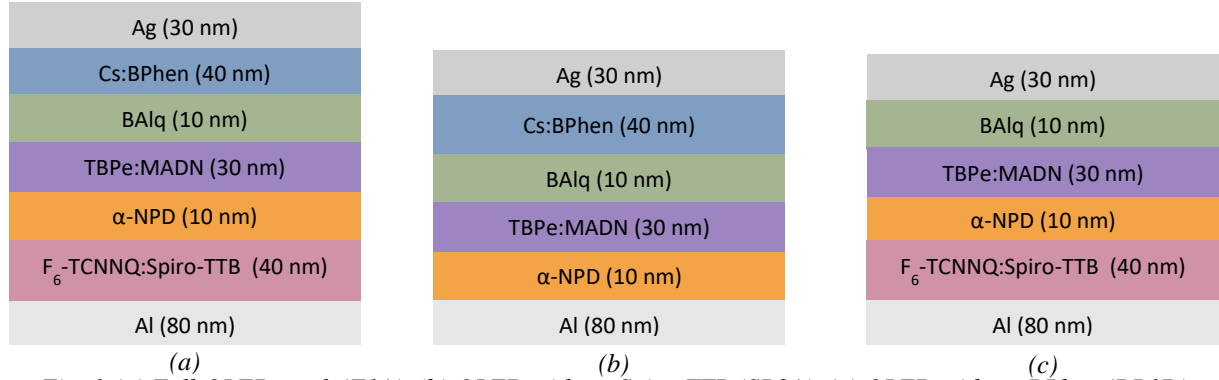 Ag (30 nm)
Cs:BPhen (40 nm)
BAlq (10 nm)
TBPe:MADN (30 nm)
α-NPD (10 nm)
F6-TCNNQ:Spiro-TTB (40 nm)
Al (80 nm)
(a)
Ag (30 nm)
Cs:BPhen (40 nm)
BAlq (10 nm)
TBPe:MADN (30 nm)
α-NPD (10 nm)
Al (80 nm)
(b)
Ag (30 nm)
BAlq (10 nm)
TBPe:MADN (30 nm)
α-NPD (10 nm)
F6-TCNNQ:Spiro-TTB (40 nm)
Al (80 nm)
(c)